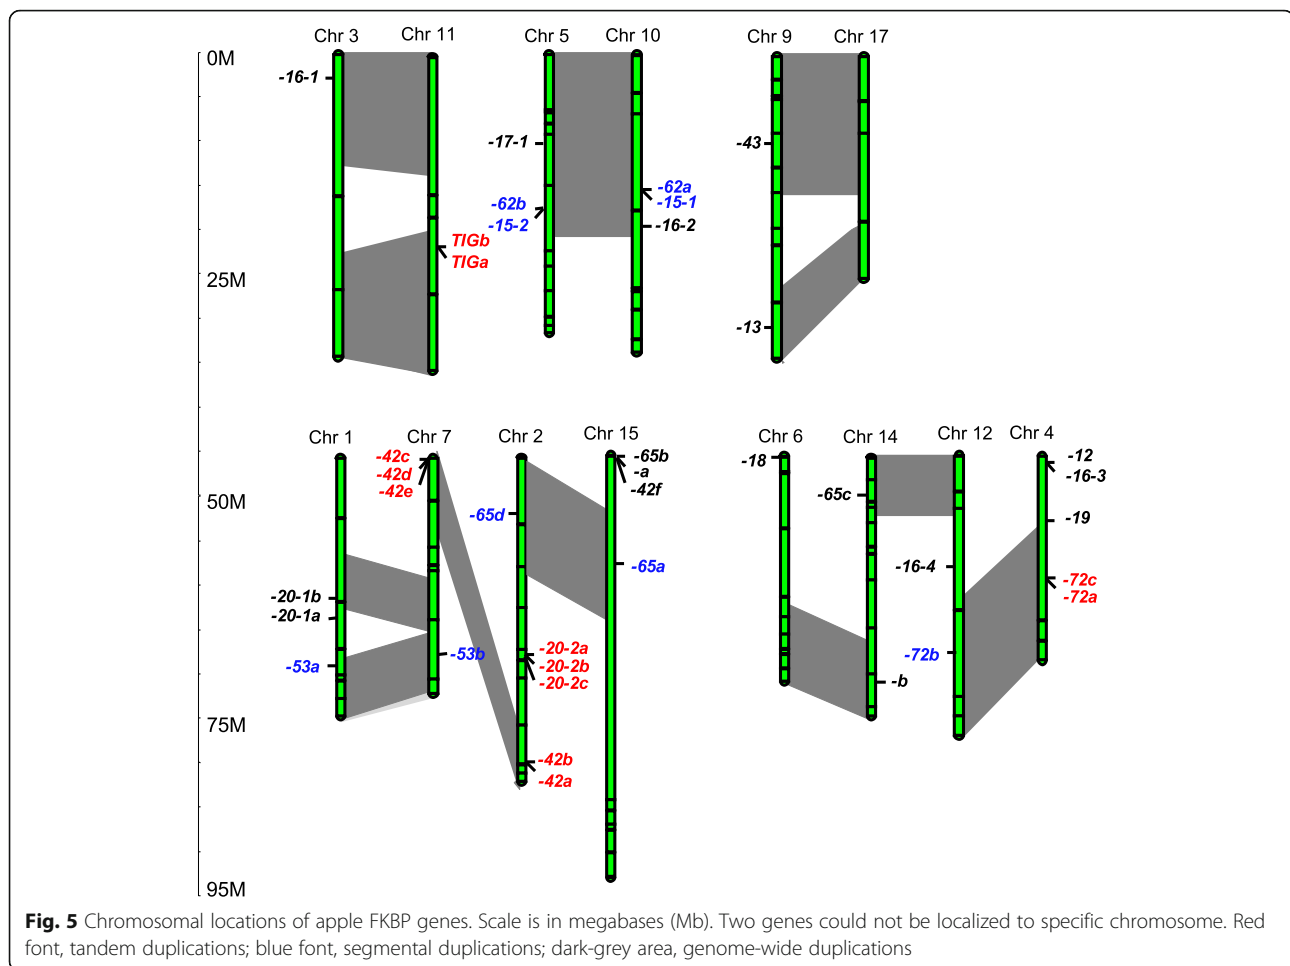 Chr 3
Chr 11
Chr 5
Chr 10
Chr 9
Chr 17
0M
-16-1
-17-1
-43
-62b
-15-2
-62a
-15-1
-16-2
TIGb
TIGa
25M
-13
Chr 1
Chr 7
Chr 2
Chr 15
Chr 6
Chr 14
Chr 12
Chr 4
-42c
-42d
-42e
-65b
-a
-42f
-18
-12
-16-3
50M
-65d
-65c
-19
-65a
-16-4
-72c
-72a
-20-1b
-20-1a
-53a
-53b
-20-2a
-20-2b
-20-2c
-72b
-b
75M
-42b
-42a
95M
Fig. 5 Chromosomal locations of apple FKBP genes. Scale is in megabases (Mb). Two genes could not be localized to specific chromosome. Red
font, tandem duplications; blue font, segmental duplications; dark-grey area, genome-wide duplications